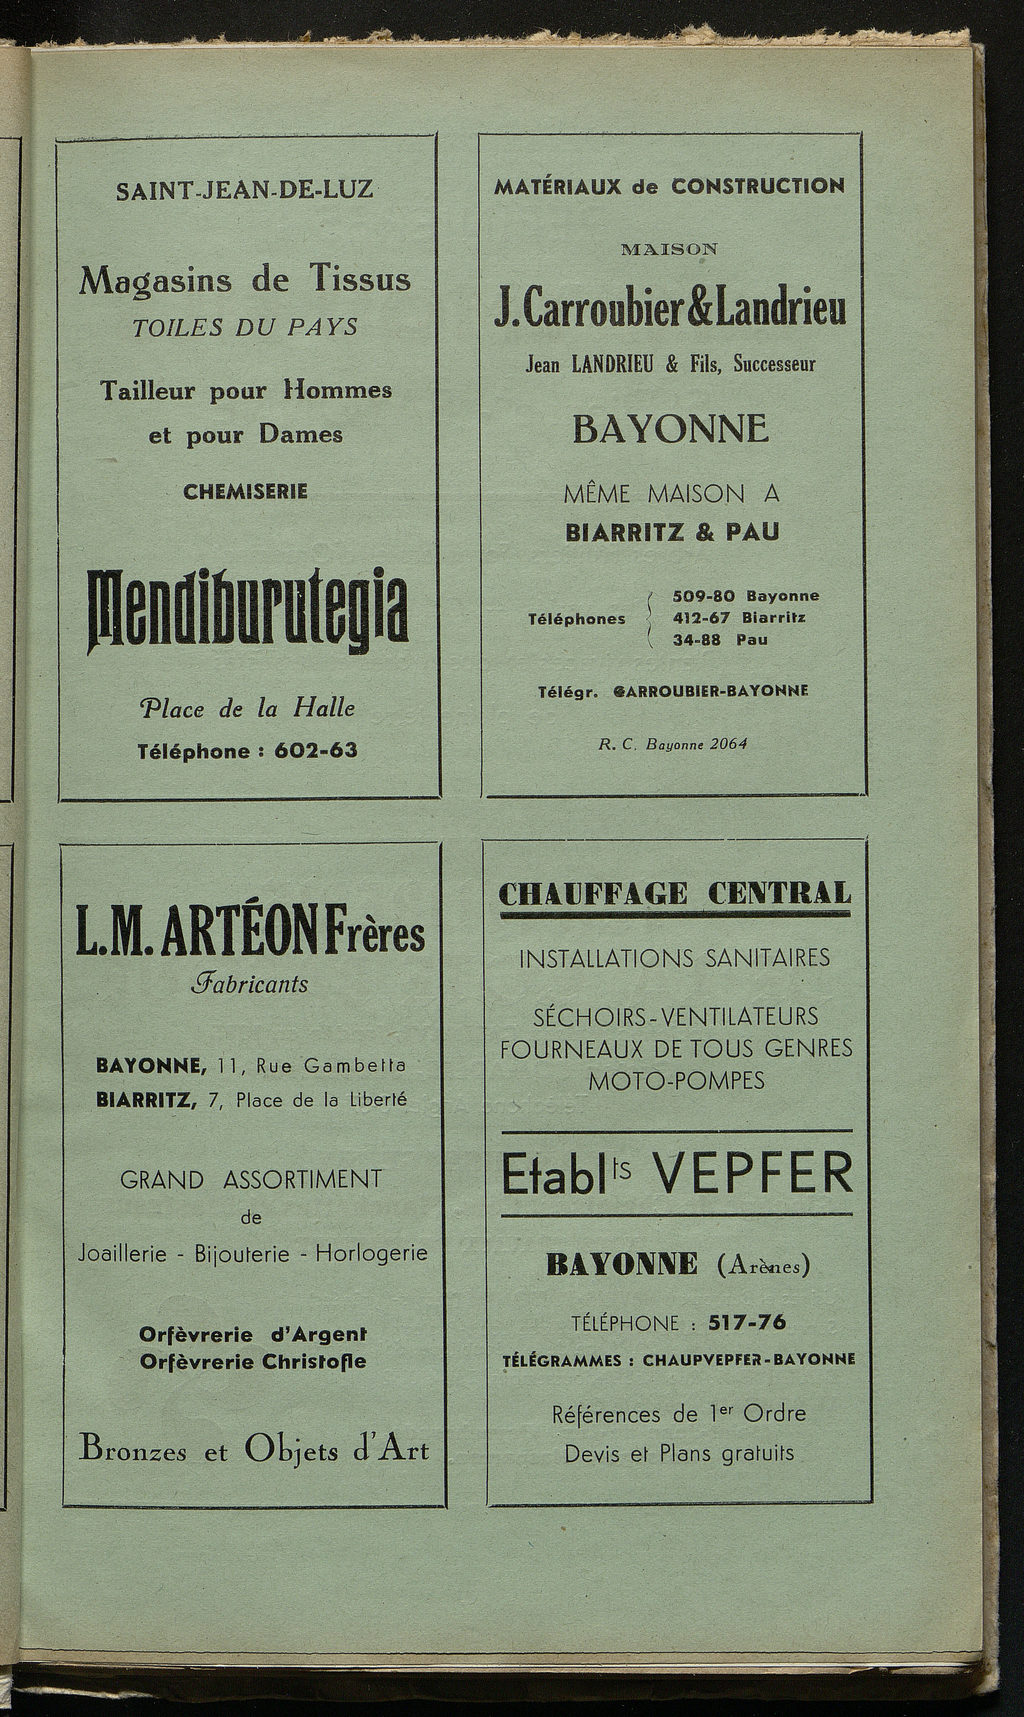 SAINT-JEAN-DE-LUZ
Magasins de Tissus
TOILES DU PAYS
Tailleur pour Hommes
et pour Dames
CHEMISERIE
Mendiburutegia
Place de la Halle
Téléphone : 602-63
MATÉRIAUX de CONSTRUCTION
MAISON
J. Carroubier & Landrieu
Jean LANDRIEU & Fils, Successeur
BAYONNE
MÊME MAISON A
BIARRITZ & PAU
Téléphones { 509-80 Bayonne
412-67 Biarritz
34-88 Pau
Télégr. CARROUBIER-BAYONNE
R. C. Bayonne 2064
L. M. ARTÉON Frères
Fabricants
BAYONNE, 11, Rue Gambetta
BIARRITZ, 7, Place de la Liberté
GRAND ASSORTIMENT
de
Joaillerie - Bijouterie - Horlogerie
Orfèvrerie d'Argent
Orfèvrerie Christofle
Bronzes et Objets d'Art
CHAUFFAGE CENTRAL
INSTALLATIONS SANITAIRES
SÉCHOIRS-VENTILATEURS
FOURNEAUX DE TOUS GENRES
MOTO-POMPES
Etablts VEPFER
BAYONNE (Arènes)
TÉLÉPHONE : 517-76
TÉLÉGRAMMES : CHAUPVEPFER-BAYONNE
Références de 1er Ordre
Devis et Plans gratuits